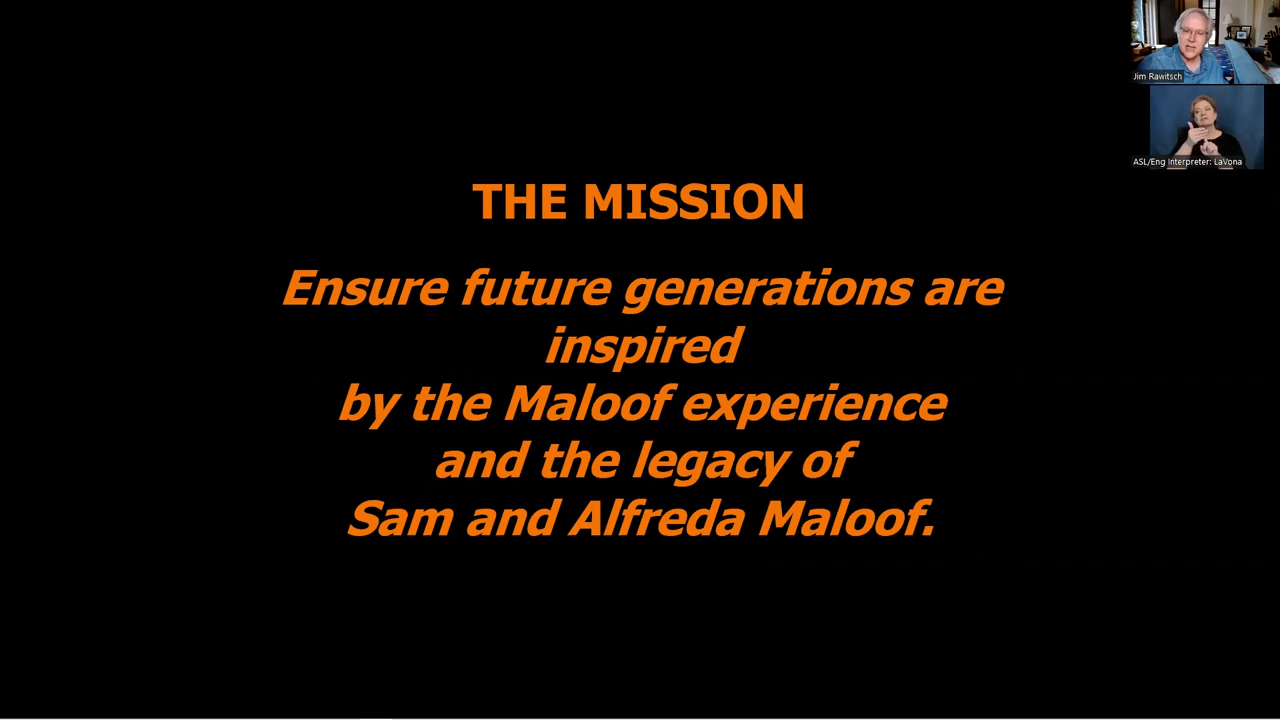 Jim Rawitsch
ASL/Eng Interpreter: LaVona
THE MISSION
Ensure future generations are
inspired
by the Maloof experience
and the legacy of
Sam and Alfreda Maloof.